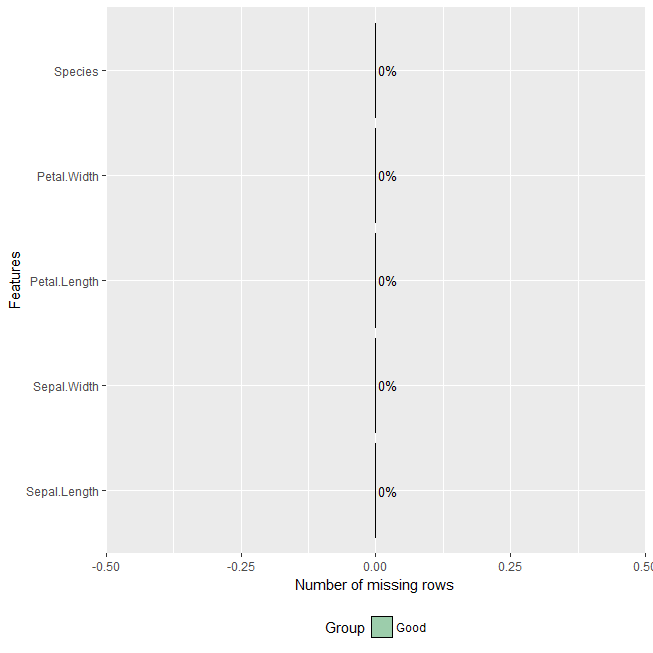 Features
Species
0%
Petal.Width
0%
Petal.Length
0%
Sepal.Width
0%
Sepal.Length
0%
-0.50 -0.25 0.00 0.25 0.50
Number of missing rows
Group Good